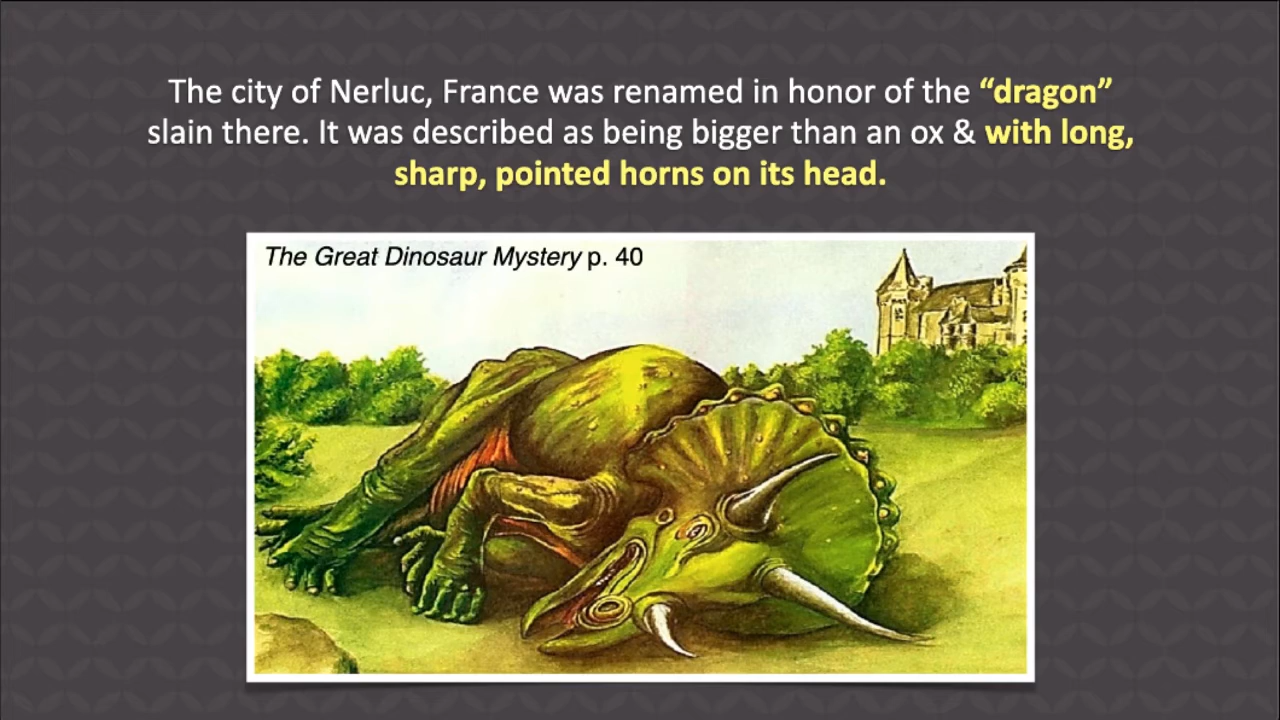 The city of Nerluc, France was renamed in honor of the “dragon”
slain there. It was described as being bigger than an ox & with long,
sharp, pointed horns on its head.
The Great Dinosaur Mystery p. 40